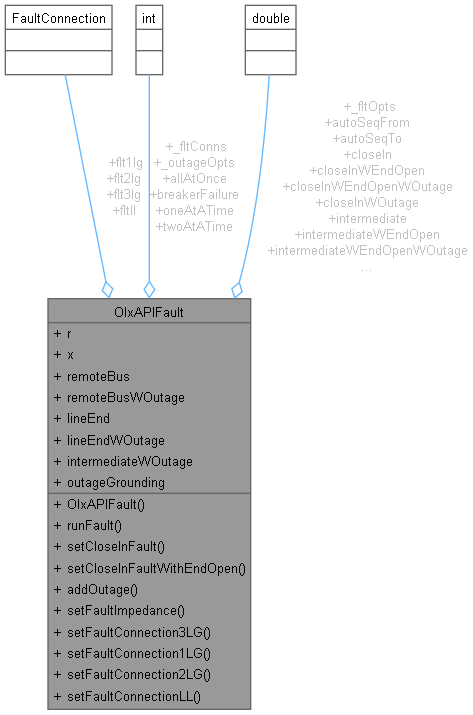 FaultConnection
int
double
+flt1lg
+flt2lg
+flt3lg
+fltll
+_fltConns
+_outageOpts
+allAtOnce
+breakerFailure
+oneAtATime
+twoAtATime
+_fltOpts
+autoSeqFrom
+autoSeqTo
+closeIn
+closeInWEndOpen
+closeInWEndOpenWOutage
+closeInWOutage
+intermediate
+intermediateWEndOpen
+intermediateWEndOpenWOutage
...
OlxAPIFault
+ r
+ x
+ remoteBus
+ remoteBusWOutage
+ lineEnd
+ lineEndWOutage
+ intermediateWOutage
+ outageGrounding
+ OlxAPIFault()
+ runFault()
+ setCloseInFault()
+ setCloseInFaultWithEndOpen()
+ addOutage()
+ setFaultImpedance()
+ setFaultConnection3LG()
+ setFaultConnection1LG()
+ setFaultConnection2LG()
+ setFaultConnectionLL()